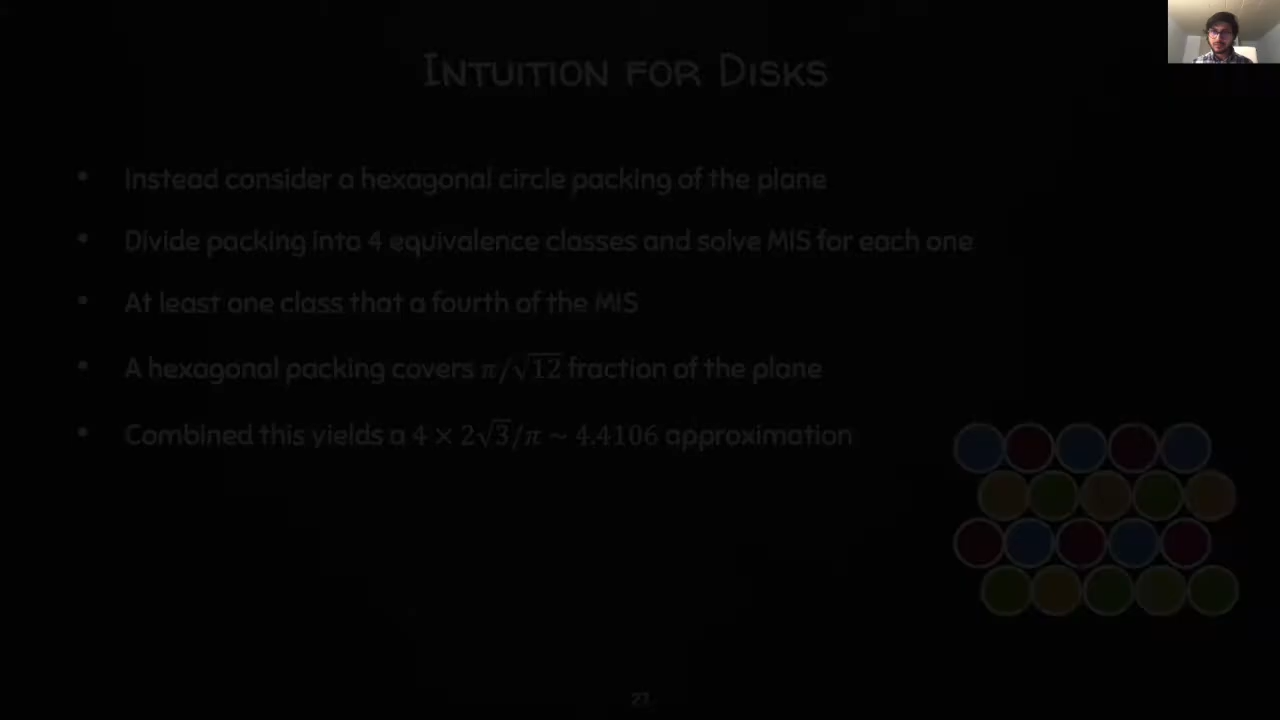 Intuition for Disks
• Instead consider a hexagonal circle packing of the plane
• Divide packing into 4 equivalence classes and solve MIS for each one
• At least one class that a fourth of the MIS
• A hexagonal packing covers π/√12 fraction of the plane
• Combined this yields a 4 × 2√3/π ~ 4.4106 approximation
27